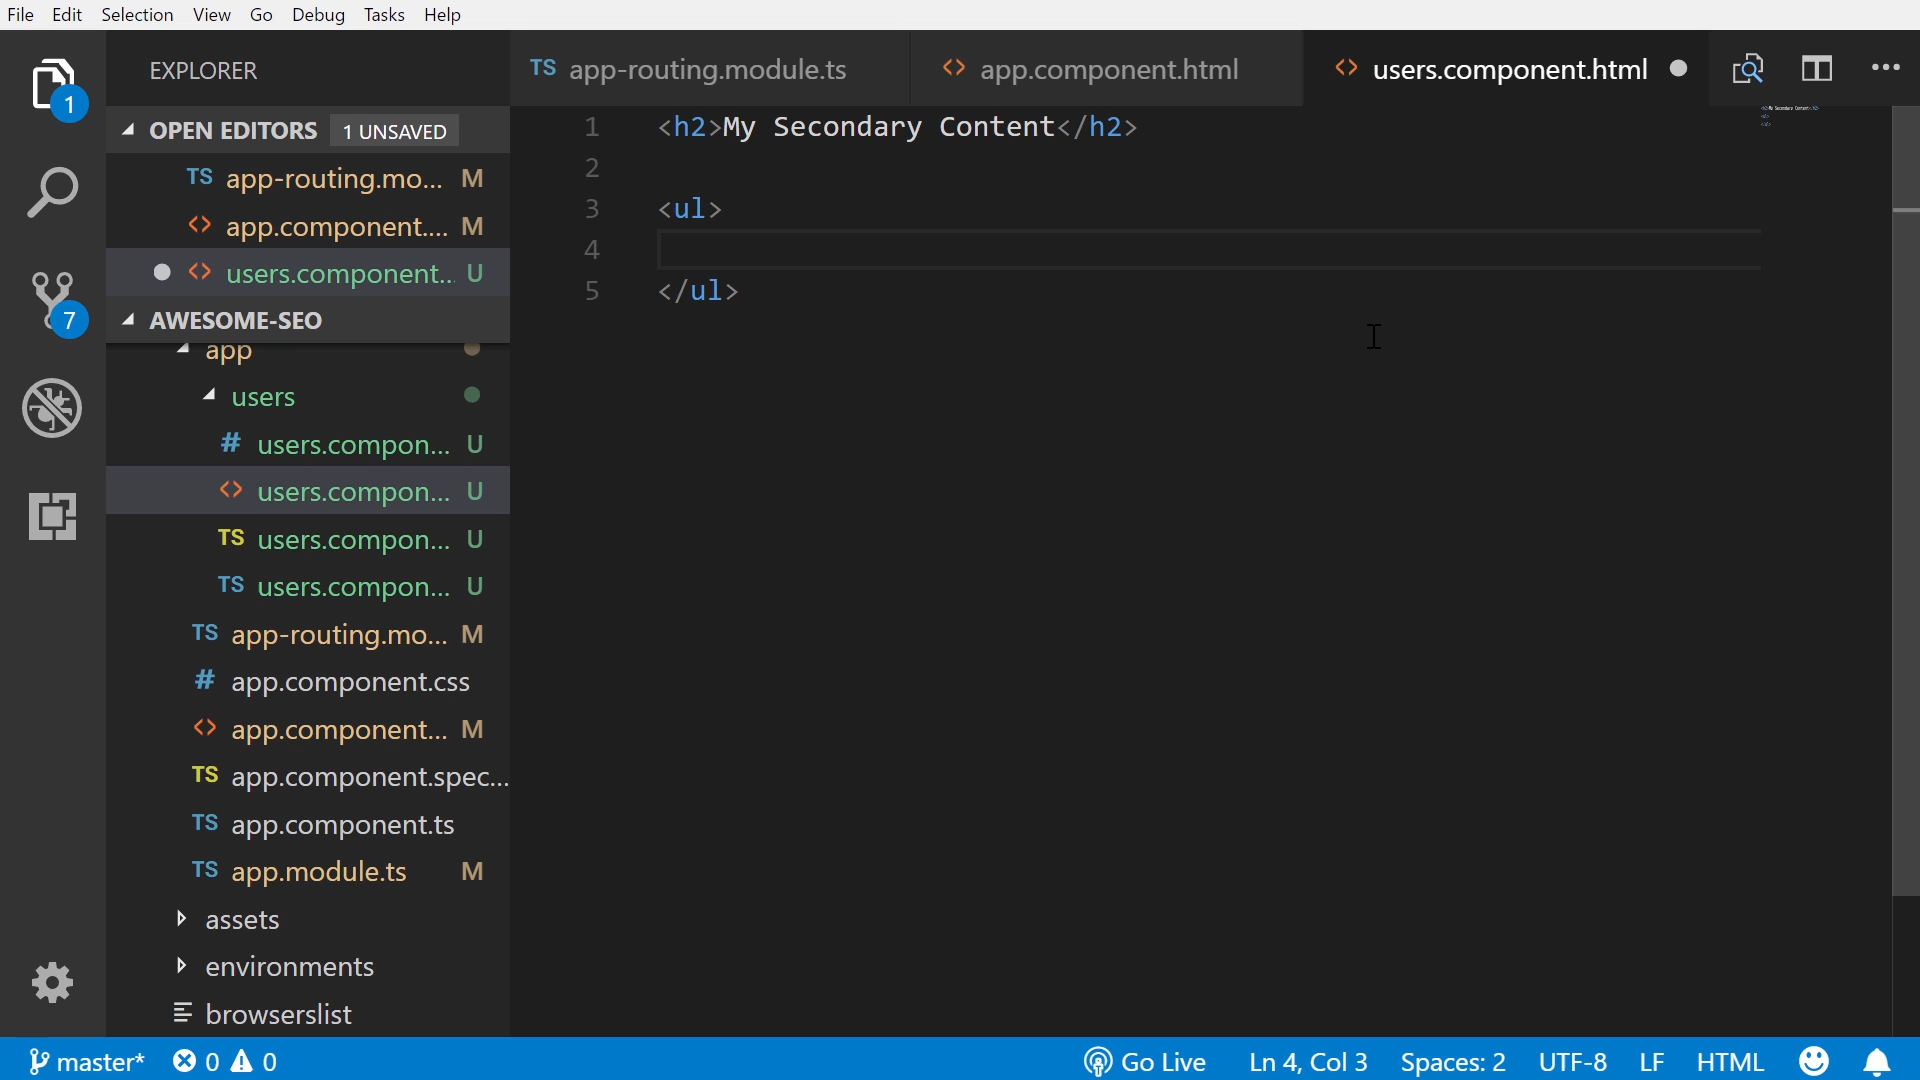 File Edit Selection View Go Debug Tasks Help
EXPLORER
1
OPEN EDITORS 1 UNSAVED
TS app-routing.mo... M
<> app.component.... M
<> users.component... U
7
AWESOME-SEO
app
users
# users.compon... U
<> users.compon... U
TS users.compon... U
TS users.compon... U
TS app-routing.mo... M
# app.component.css
<> app.component... M
TS app.component.spec...
TS app.component.ts
TS app.module.ts M
assets
environments
browserslist
TS app-routing.module.ts <> app.component.html <> users.component.html
1 <h2>My Secondary Content</h2>
2
3 <ul>
4
5 </ul>
master* 0 0 Go Live Ln 4, Col 3 Spaces: 2 UTF-8 LF HTML